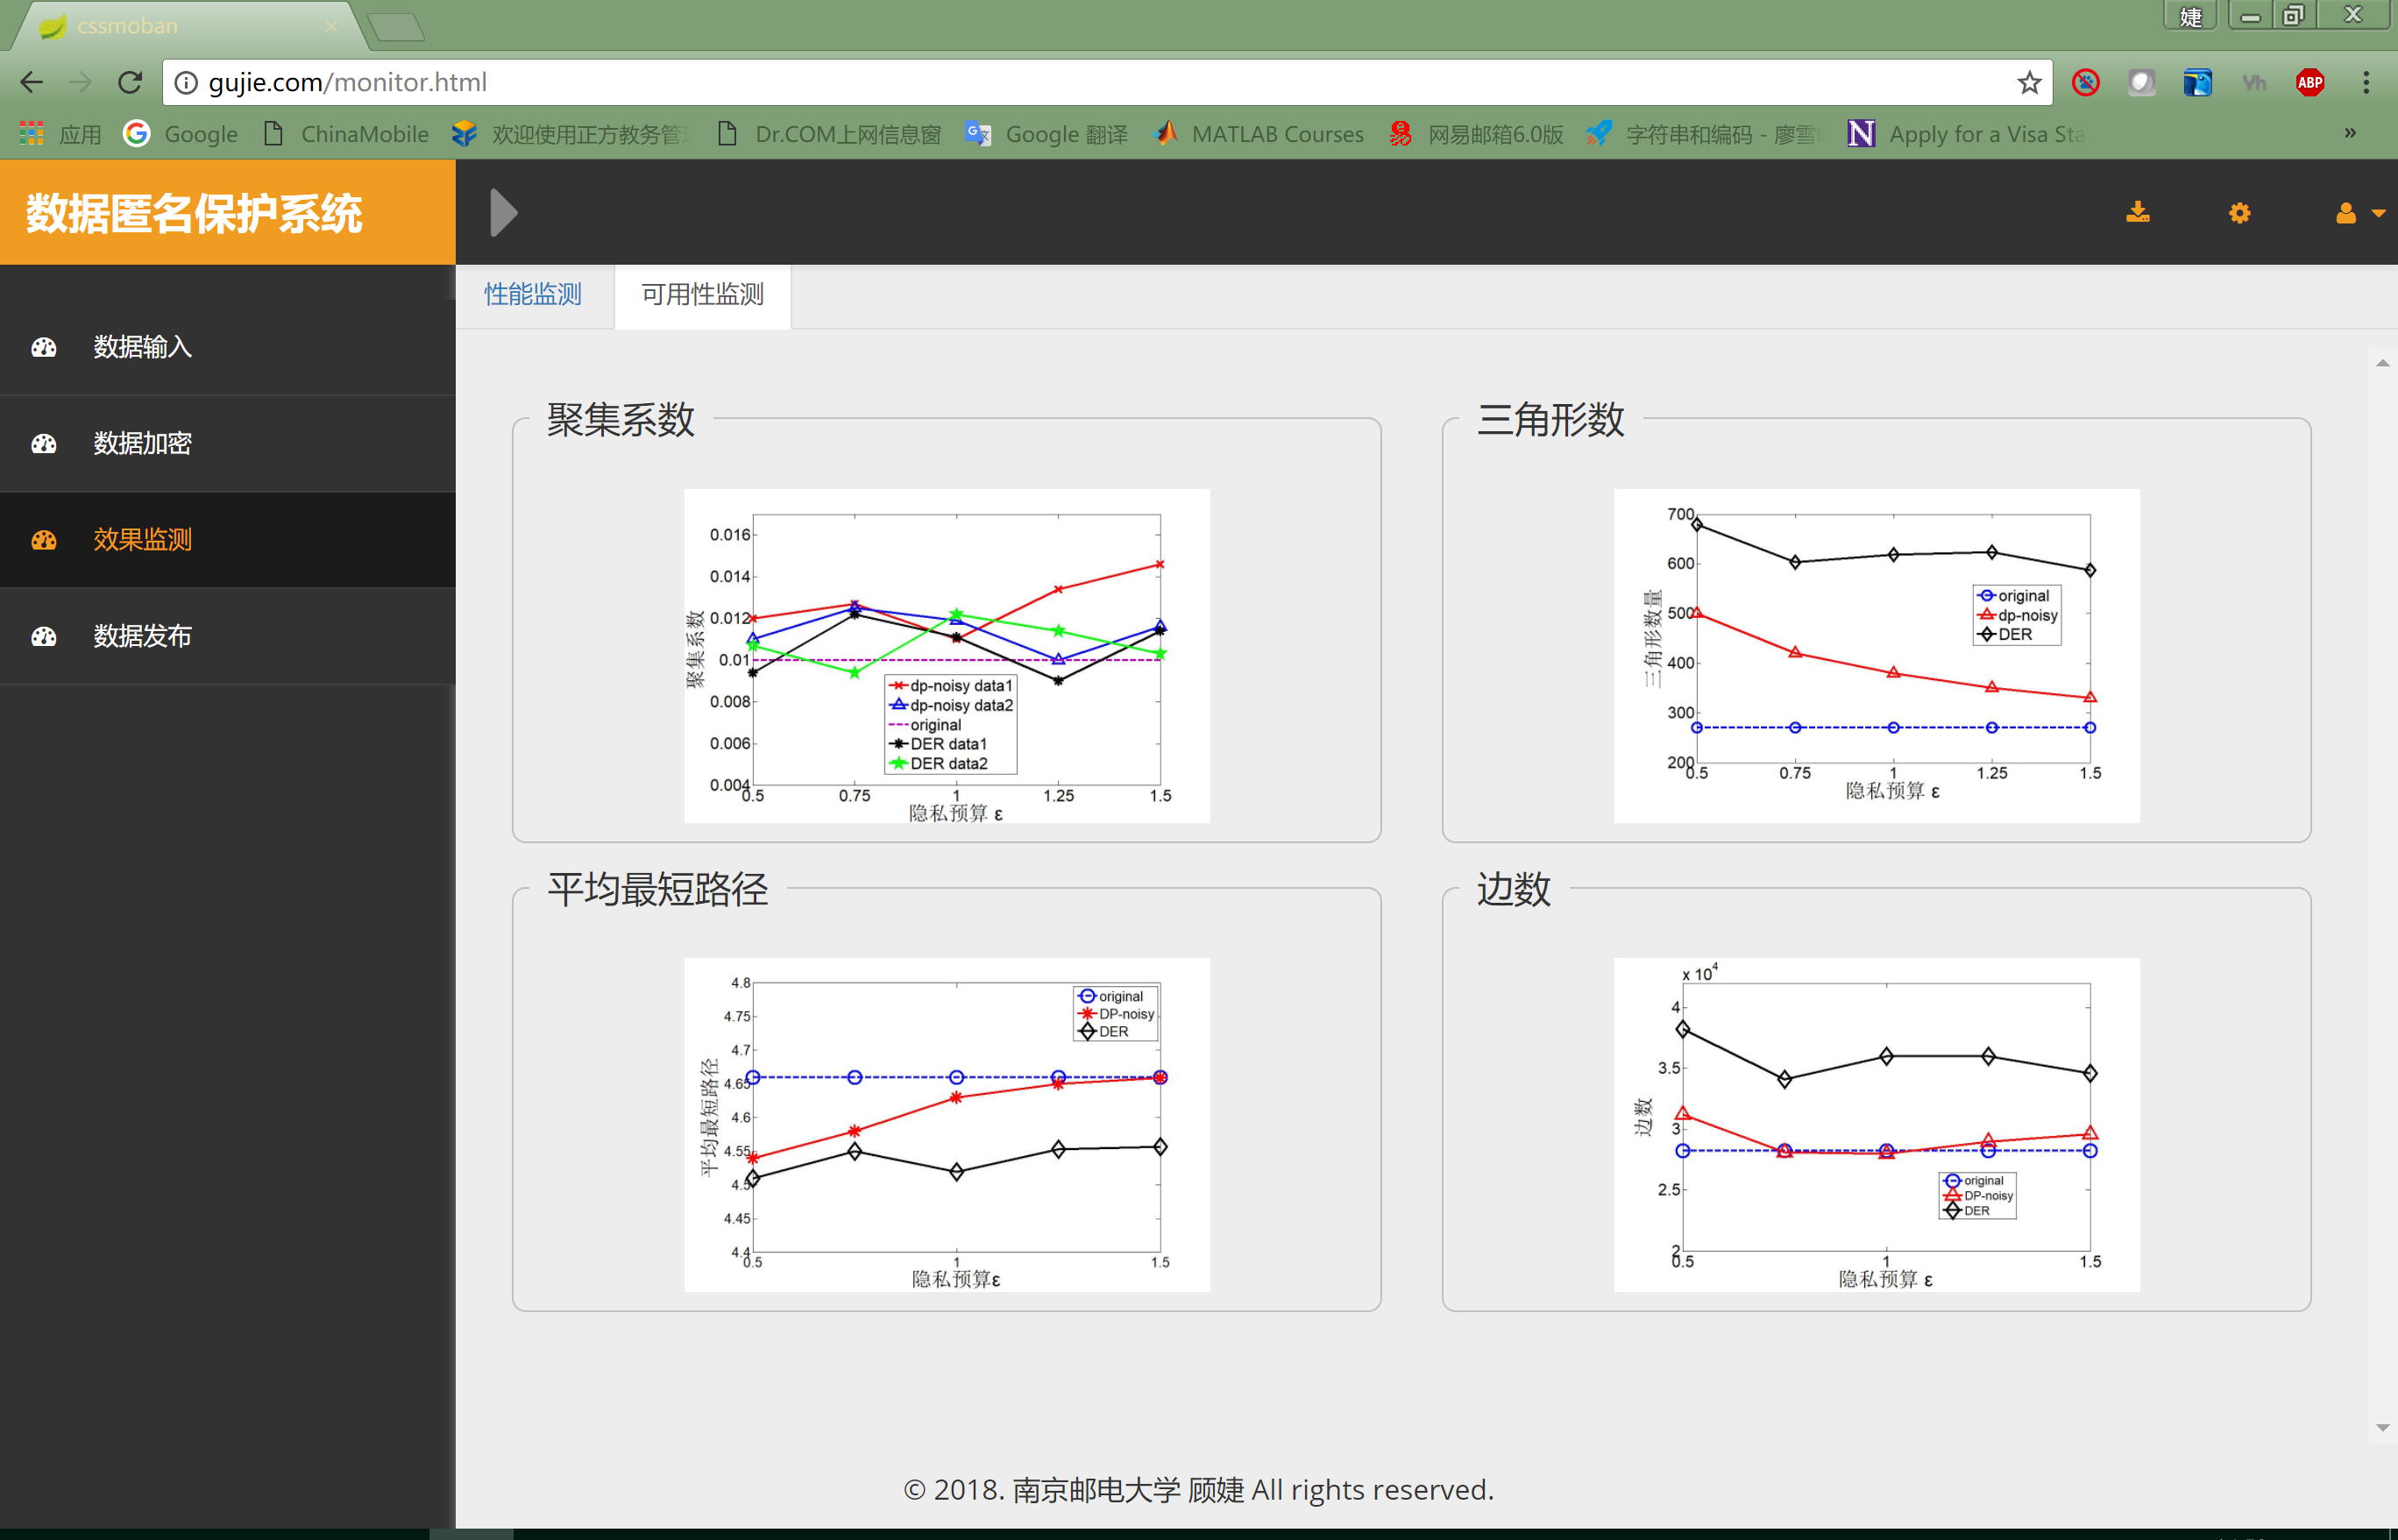 cssmoban
婕
gujie.com/monitor.html
Yh
ABP
应用
Google
ChinaMobile
欢迎使用正方教务管
Dr.COM上网信息窗
Google 翻译
MATLAB Courses
网易邮箱6.0版
字符串和编码 - 廖雪
Apply for a Visa Sta
»
数据匿名保护系统
性能监测
可用性监测
数据输入
数据加密
效果监测
数据发布
聚集系数
0.016
0.014
0.012
0.01
0.008
0.006
0.004
聚集系数
dp-noisy data1
dp-noisy data2
original
DER data1
DER data2
0.5 0.75 1 1.25 1.5
隐私预算 ε
三角形数
700
600
500
400
300
200
三角形数量
original
dp-noisy
DER
0.5 0.75 1 1.25 1.5
隐私预算 ε
平均最短路径
4.8
4.75
4.7
4.65
4.6
4.55
4.5
4.45
4.4
平均最短路径
original
DP-noisy
DER
0.5 1 1.5
隐私预算ε
边数
x 10⁴
4
3.5
3
2.5
2
边数
original
DP-noisy
DER
0.5 1 1.5
隐私预算 ε
© 2018. 南京邮电大学 顾婕 All rights reserved.